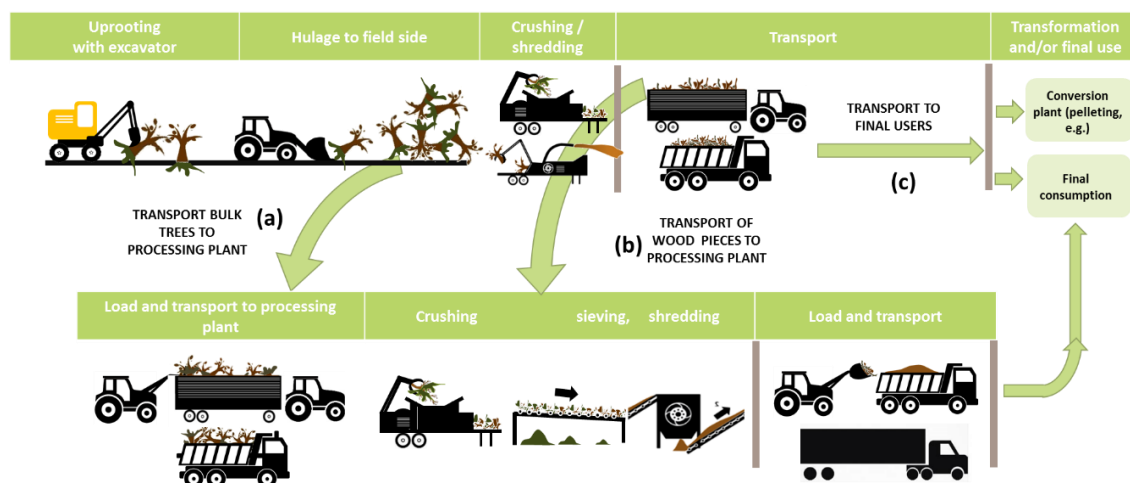 Uprooting
with excavator
Hulage to field side
Crushing /
shredding
Transport
Transformation
and/or final use
TRANSPORT TO
FINAL USERS
(c)
Conversion
plant (pelleting,
e.g.)
Final
consumption
TRANSPORT BULK
TREES TO
PROCESSING PLANT
(a)
(b)
TRANSPORT OF
WOOD PIECES TO
PROCESSING PLANT
Load and transport to processing
plant
Crushing sieving, shredding
Load and transport